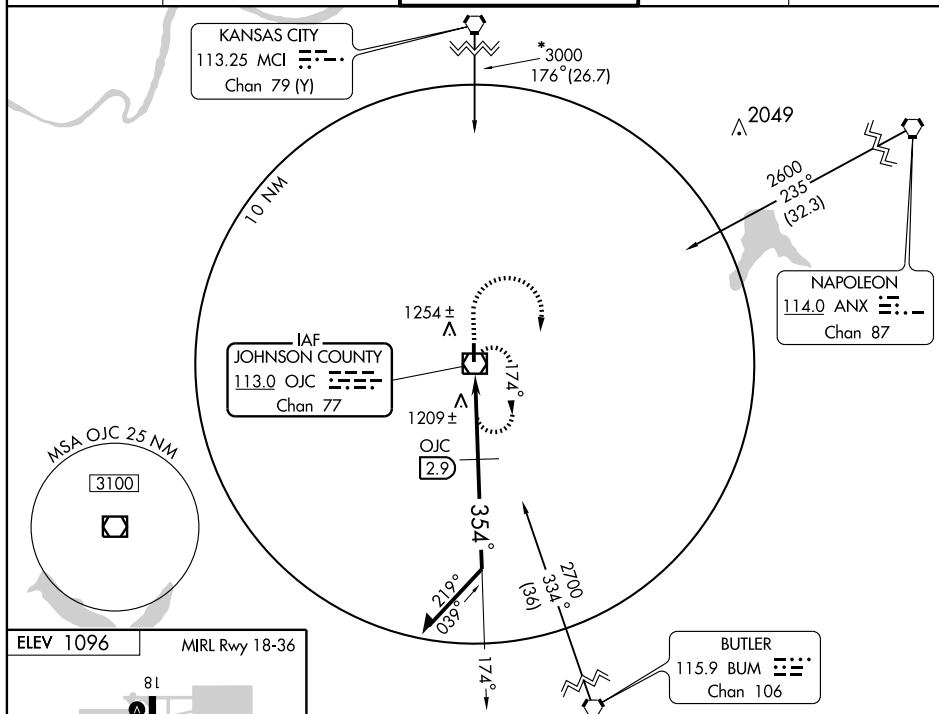 KANSAS CITY
113.25 MCI
Chan 79 (Y)
*3000
176°(26.7)
2049
2600
235°
(32.3)
10 NM
NAPOLEON
114.0 ANX
Chan 87
1254 ±
IAF
JOHNSON COUNTY
113.0 OJC
Chan 77
174°
1209 ±
OJC
2.9
MSA OJC 25 NM
3100
354°
219°
039°
2700
334°
(36)
174°
BUTLER
115.9 BUM
Chan 106
ELEV 1096
MIRL Rwy 18-36
18